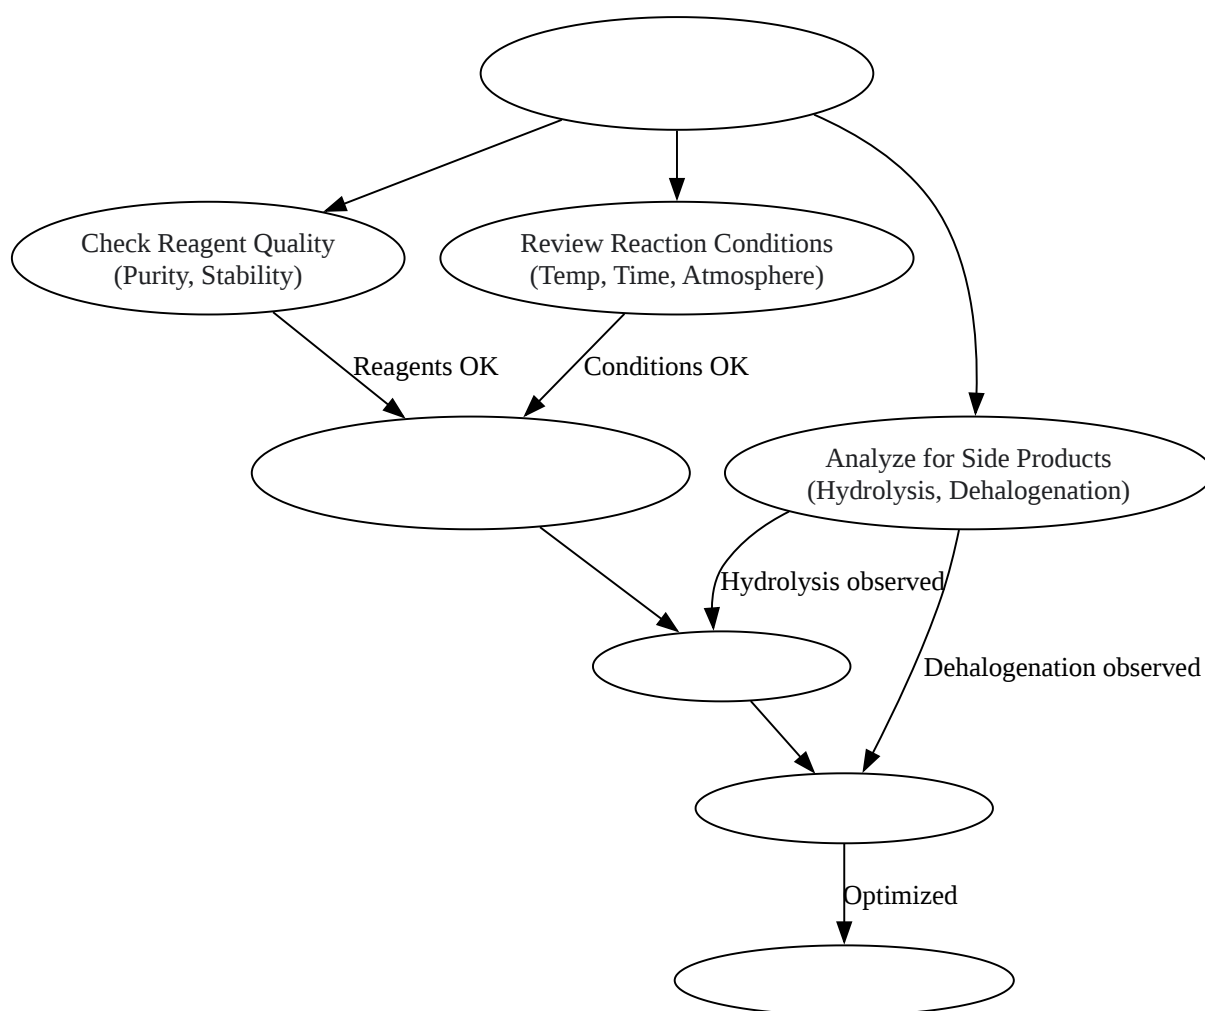 Check Reagent Quality
(Purity, Stability)
Review Reaction Conditions
(Temp, Time, Atmosphere)
Reagents OK
Conditions OK
Analyze for Side Products
(Hydrolysis, Dehalogenation)
Hydrolysis observed
Dehalogenation observed
Optimized